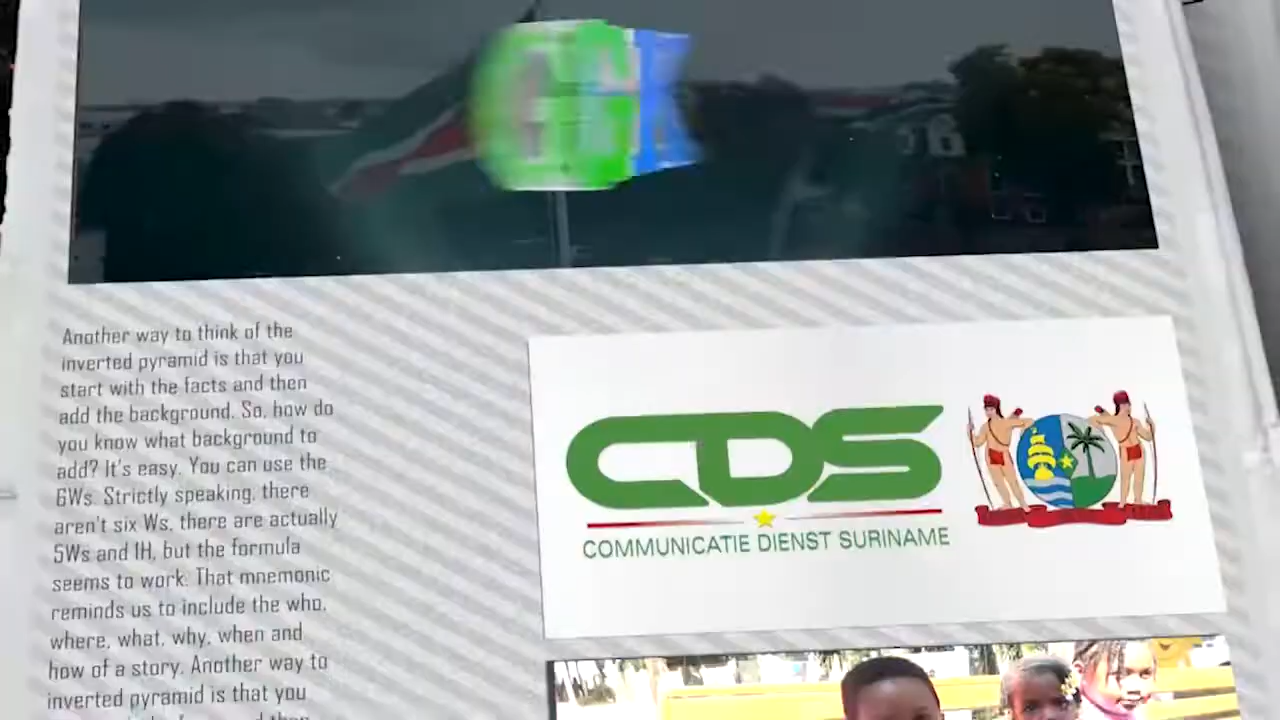 Another way to think of the
inverted pyramid is that you
start with the facts and then
add the background. So, how do
you know what background to
add? It's easy. You can use the
6Ws. Strictly speaking, there
aren't six Ws, there are actually
5Ws and 1H, but the formula
seems to work. That mnemonic
reminds us to include the who,
where, what, why, when and
how of a story. Another way to
inverted pyramid is that you
CDS
COMMUNICATIE DIENST SURINAME